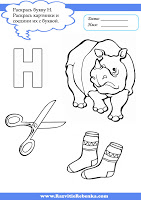 Раскрась букву Н.
Раскрась картинки и
соедини их с буквой.
Дата:
Имя:
Н
www.RazvitieRebenka.com